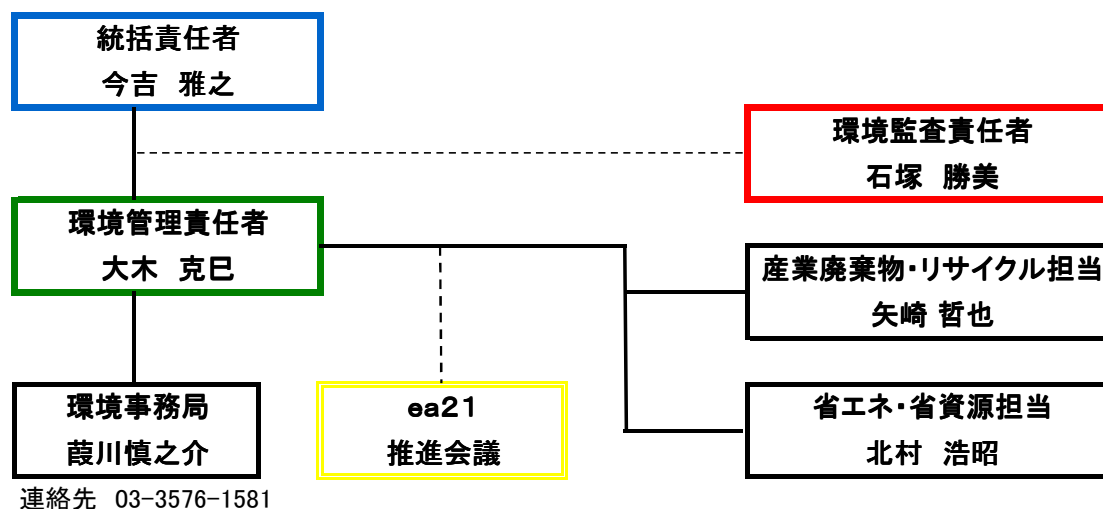 統括責任者
今吉　雅之
環境監査責任者
石塚　勝美
環境管理責任者
大木　克巳
産業廃棄物・リサイクル担当
矢崎 哲也
環境事務局
葭川慎之介
ea21
推進会議
省エネ・省資源担当
北村　浩昭
連絡先　03-3576-1581